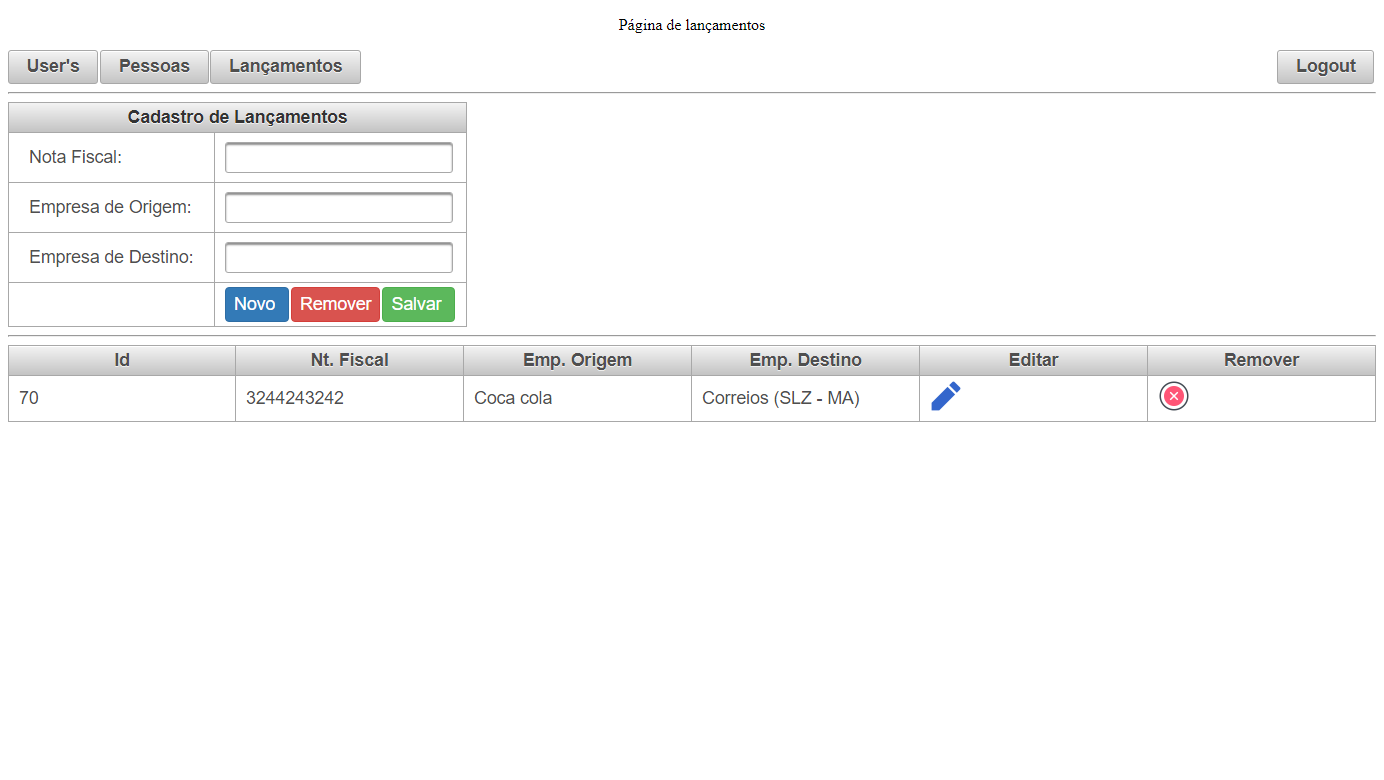 Página de lançamentos
User's Pessoas Lançamentos Logout
Cadastro de Lançamentos
Nota Fiscal:
Empresa de Origem:
Empresa de Destino:
Novo Remover Salvar
Id Nt. Fiscal Emp. Origem Emp. Destino Editar Remover
70 3244243242 Coca cola Correios (SLZ - MA)